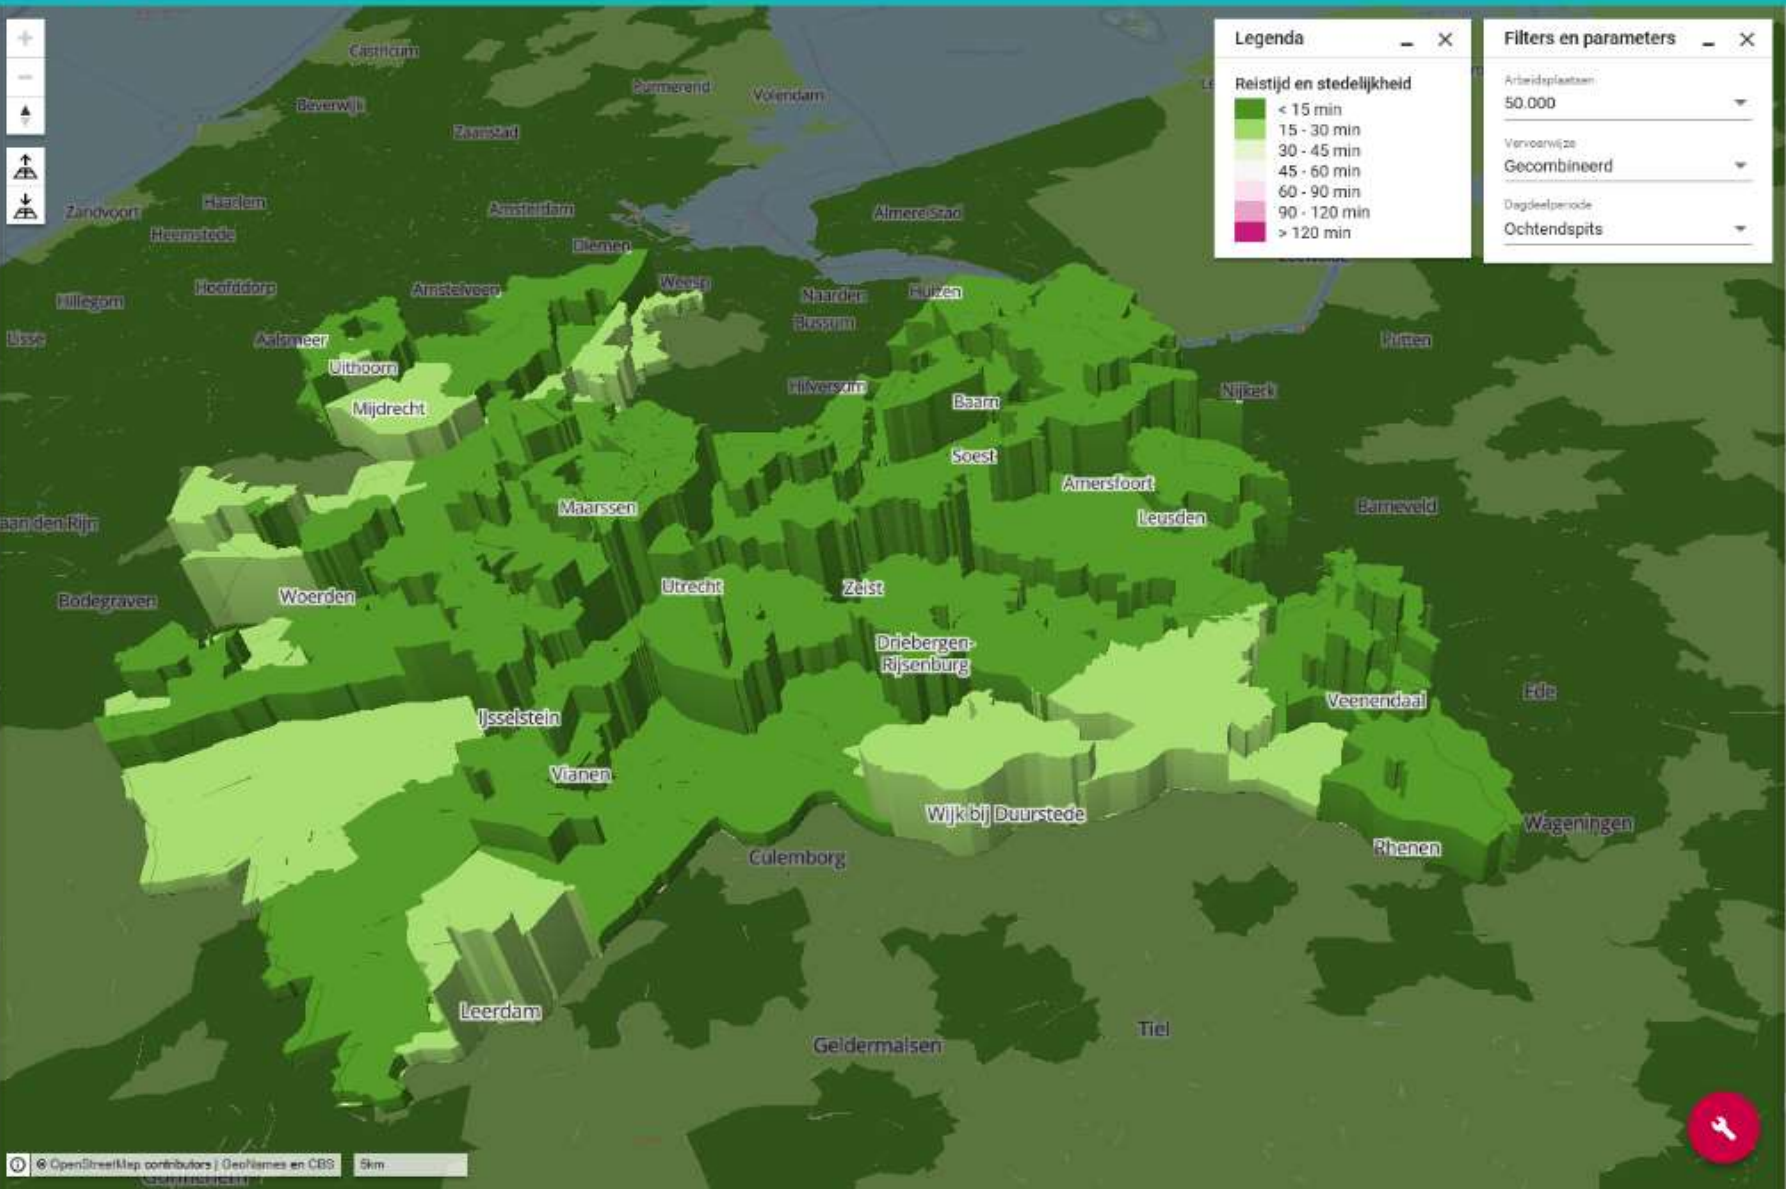 Legenda
Reistijd en stedelijkheid
< 15 min
15 - 30 min
30 - 45 min
45 - 60 min
60 - 90 min
90 - 120 min
> 120 min
Filters en parameters
Arbeidsplaatsen
50.000
Vervoerwijze
Gecombineerd
Dagdeelperiode
Ochtendspits
Castricum
Purmerend
Volendam
Beverwijk
Zaanstad
Zandvoort
Haarlem
Amsterdam
Almere Stad
Heemstede
Diemen
Hillegom
Hoofddorp
Amstelveen
Weesp
Naarden
Huizen
Bussum
Lisse
Aalsmeer
Putten
Uithoorn
Hilversum
Nijkerk
Mijdrecht
Baarn
Soest
Amersfoort
Maarssen
Leusden
Barneveld
aan den Rijn
Bodegraven
Woerden
Utrecht
Zeist
Driebergen-
Rijsenburg
Veenendaal
Ede
IJsselstein
Vianen
Wijk bij Duurstede
Wageningen
Culemborg
Rhenen
Leerdam
Geldermalsen
Tiel
© OpenStreetMap contributors | GeoNames en CBS
5km
Gorinchem